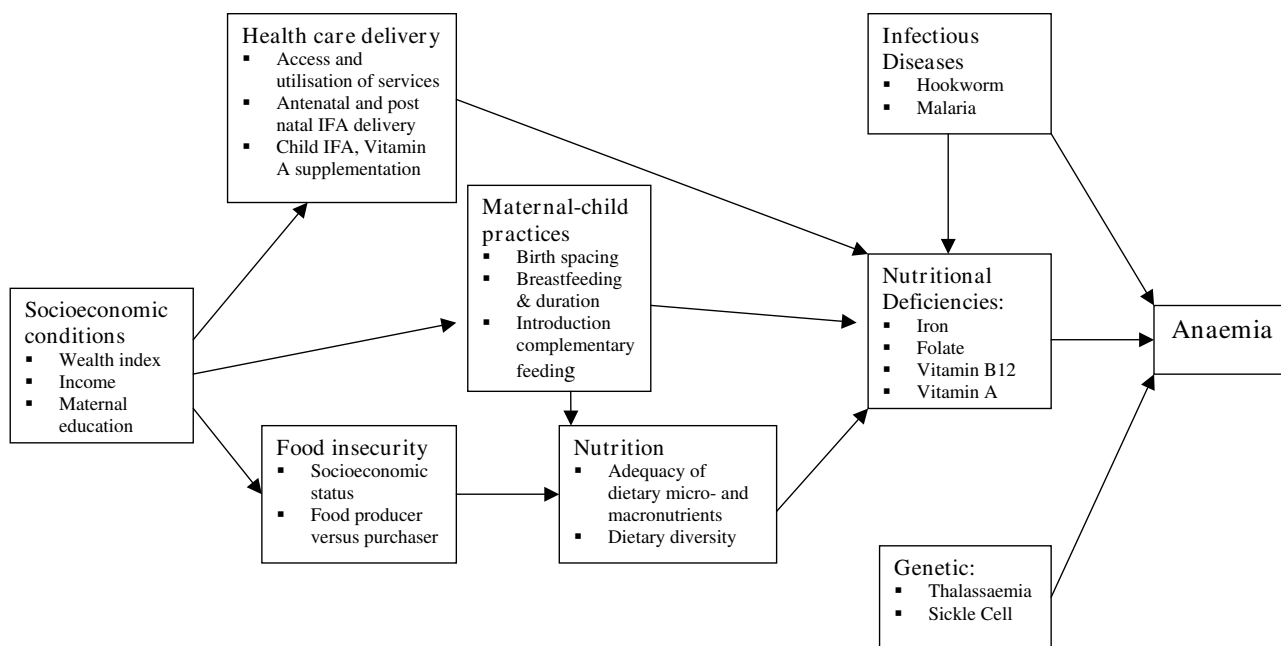 Health care delivery
▪ Access and
utilisation of services
▪ Antenatal and post
natal IFA delivery
▪ Child IFA, Vitamin
A supplementation
Infectious
Diseases
▪ Hookworm
▪ Malaria
Maternal-child
practices
▪ Birth spacing
▪ Breastfeeding
& duration
▪ Introduction
complementary
feeding
Socioeconomic
conditions
▪ Wealth index
▪ Income
▪ Maternal
education
Nutritional
Deficiencies:
▪ Iron
▪ Folate
▪ Vitamin B12
▪ Vitamin A
Anaemia
Food insecurity
▪ Socioeconomic
status
▪ Food producer
versus purchaser
Nutrition
▪ Adequacy of
dietary micro- and
macronutrients
▪ Dietary diversity
Genetic:
▪ Thalassaemia
▪ Sickle Cell